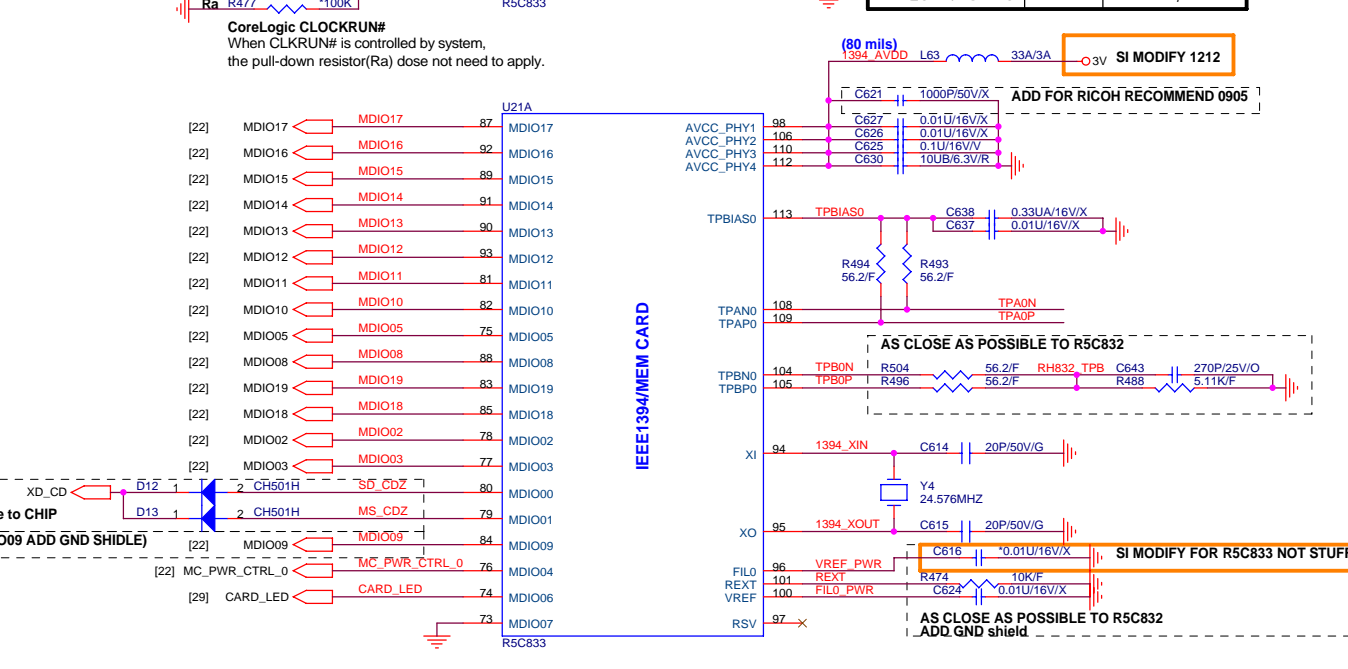 Ra R477 *100K
R5C833
CoreLogic CLOCKRUN#
When CLKRUN# is controlled by system,
the pull-down resistor(Ra) dose not need to apply.
(80 mils)
1394_AVDD L63 33A/3A 3V SI MODIFY 1212
C621 1000P/50V/X ADD FOR RICOH RECOMMEND 0905
U21A
[22] MDIO17 MDIO17 87 MDIO17
[22] MDIO16 MDIO16 92 MDIO16
[22] MDIO15 MDIO15 89 MDIO15
[22] MDIO14 MDIO14 91 MDIO14
[22] MDIO13 MDIO13 90 MDIO13
[22] MDIO12 MDIO12 93 MDIO12
[22] MDIO11 MDIO11 81 MDIO11
[22] MDIO10 MDIO10 82 MDIO10
[22] MDIO05 MDIO05 75 MDIO05
[22] MDIO08 MDIO08 88 MDIO08
[22] MDIO19 MDIO19 83 MDIO19
[22] MDIO18 MDIO18 85 MDIO18
[22] MDIO02 MDIO02 78 MDIO02
[22] MDIO03 MDIO03 77 MDIO03
XD_CD D12 1 2 CH501H SD_CDZ 80 MDIO00
e to CHIP
D13 1 2 CH501H MS_CDZ 79 MDIO01
O09 ADD GND SHIDLE)
[22] MDIO09 MDIO09 84 MDIO09
[22] MC_PWR_CTRL_0 MC_PWR_CTRL_0 76 MDIO04
[29] CARD_LED CARD_LED 74 MDIO06
73 MDIO07
R5C833
IEEE1394/MEM CARD
AVCC_PHY1 98 C627 0.01U/16V/X
AVCC_PHY2 106 C626 0.01U/16V/X
AVCC_PHY3 110 C625 0.1U/16V/V
AVCC_PHY4 112 C630 10UB/6.3V/R
TPBIAS0 113 TPBIAS0 C638 0.33UA/16V/X
C637 0.01U/16V/X
R494 56.2/F
R493 56.2/F
TPAN0 108 TPA0N
TPAP0 109 TPA0P
AS CLOSE AS POSSIBLE TO R5C832
TPBN0 104 TPB0N R504 56.2/F RH832_TPB C643 270P/25V/O
TPBP0 105 TPB0P R496 56.2/F R488 5.11K/F
XI 94 1394_XIN C614 20P/50V/G
Y4
24.576MHZ
XO 95 1394_XOUT C615 20P/50V/G
C616 *0.01U/16V/X SI MODIFY FOR R5C833 NOT STUFF
FIL0 96 VREF_PWR
REXT 101 REXT R474 10K/F
VREF 100 FIL0_PWR C624 0.01U/16V/X
RSV 97
AS CLOSE AS POSSIBLE TO R5C832
ADD GND shield